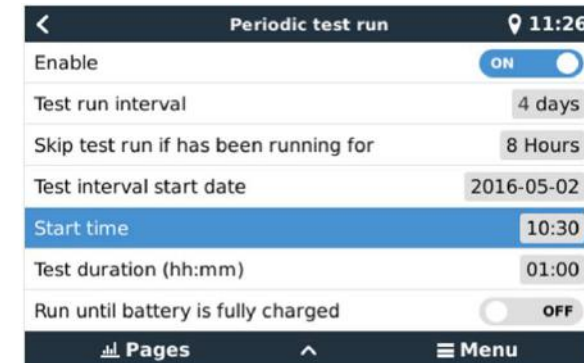 Periodic test run 11:26
Enable ON
Test run interval 4 days
Skip test run if has been running for 8 Hours
Test interval start date 2016-05-02
Start time 10:30
Test duration (hh:mm) 01:00
Run until battery is fully charged OFF
Pages Menu